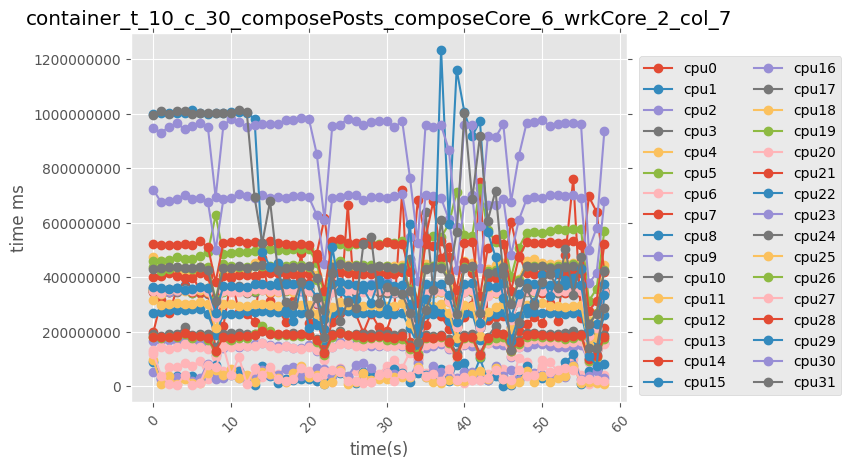 container_t_10_c_30_composePosts_composeCore_6_wrkCore_2_col_7
time ms
1200000000
1000000000
800000000
600000000
400000000
200000000
0
0
10
20
30
40
50
60
time(s)
cpu0
cpu1
cpu2
cpu3
cpu4
cpu5
cpu6
cpu7
cpu8
cpu9
cpu10
cpu11
cpu12
cpu13
cpu14
cpu15
cpu16
cpu17
cpu18
cpu19
cpu20
cpu21
cpu22
cpu23
cpu24
cpu25
cpu26
cpu27
cpu28
cpu29
cpu30
cpu31